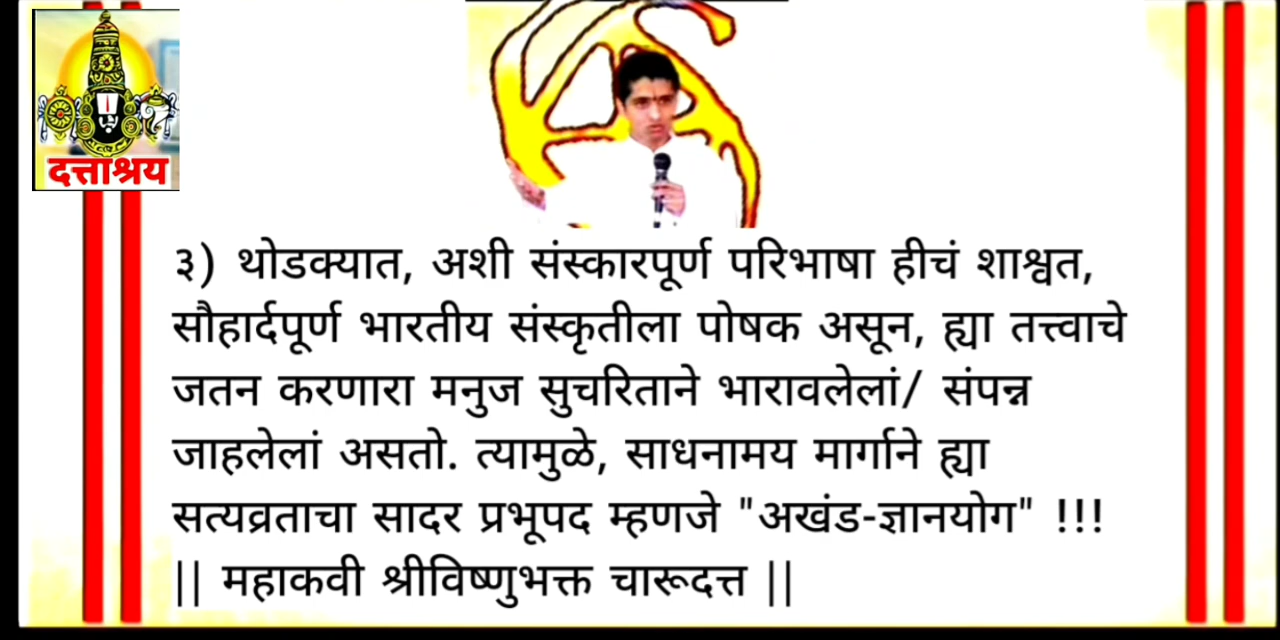 दत्ताश्रय
३) थोडक्यात, अशी संस्कारपूर्ण परिभाषा हीचं शाश्वत,
सौहार्दपूर्ण भारतीय संस्कृतीला पोषक असून, ह्या तत्त्वाचे
जतन करणारा मनुज सुचरिताने भारावलेलां/ संपन्न
जाहलेलां असतो. त्यामुळे, साधनामय मार्गाने ह्या
सत्यव्रताचा सादर प्रभूपद म्हणजे "अखंड-ज्ञानयोग" !!!
|| महाकवी श्रीविष्णुभक्त चारूदत्त ||